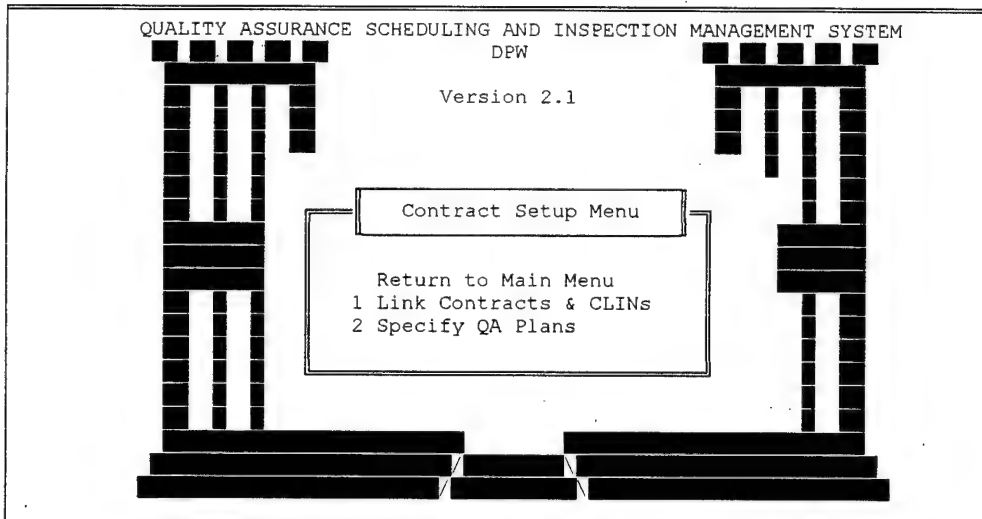 QUALITY ASSURANCE SCHEDULING AND INSPECTION MANAGEMENT SYSTEM
DPW
Version 2.1
Contract Setup Menu
Return to Main Menu
1 Link Contracts & CLINs
2 Specify QA Plans